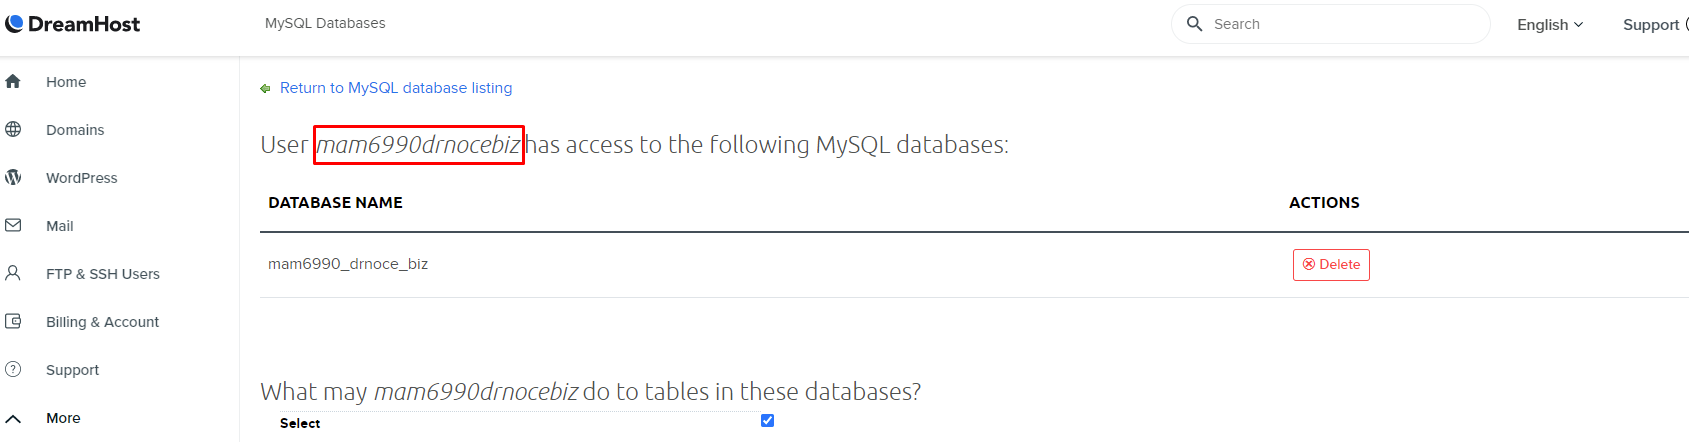 DreamHost
MySQL Databases
Search
English
Support
Home
Domains
WordPress
Mail
FTP & SSH Users
Billing & Account
Support
More
Return to MySQL database listing
User mam6990drnocebiz has access to the following MySQL databases:
DATABASE NAME ACTIONS
mam6990_drnoce_biz Delete
What may mam6990drnocebiz do to tables in these databases?
Select